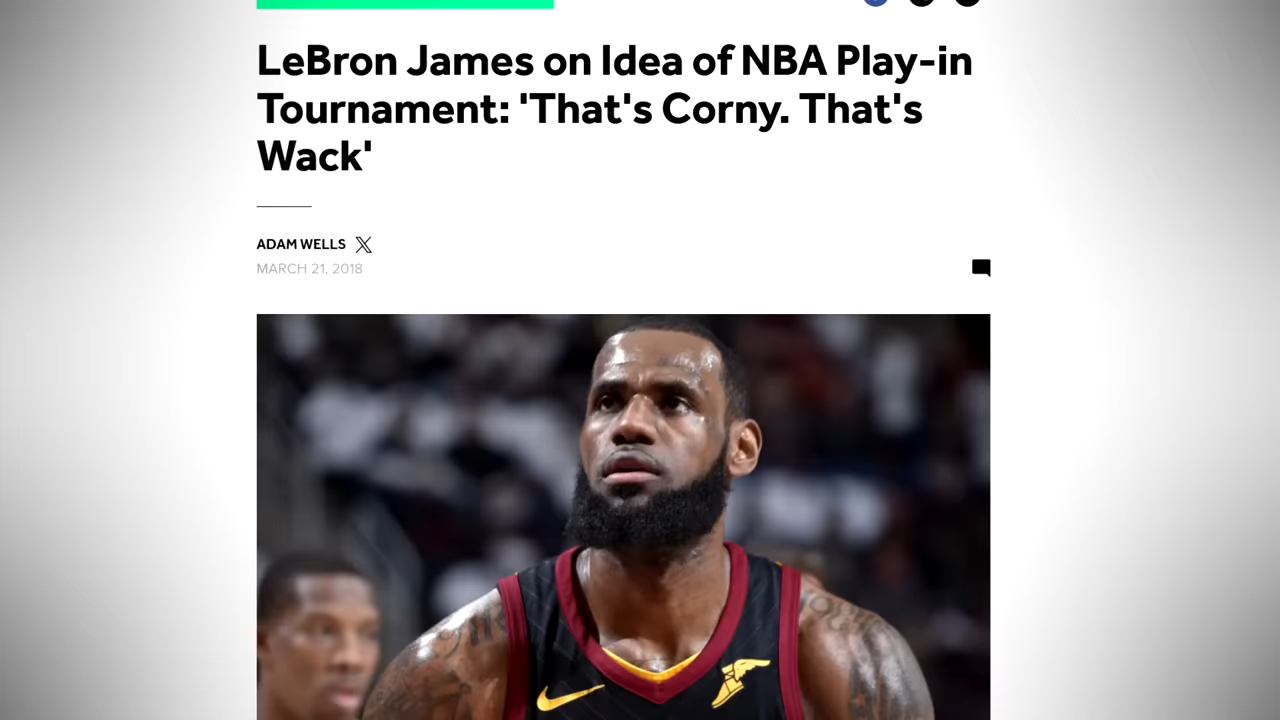 LeBron James on Idea of NBA Play-in
Tournament: 'That's Corny. That's
Wack'
ADAM WELLS
MARCH 21, 2018